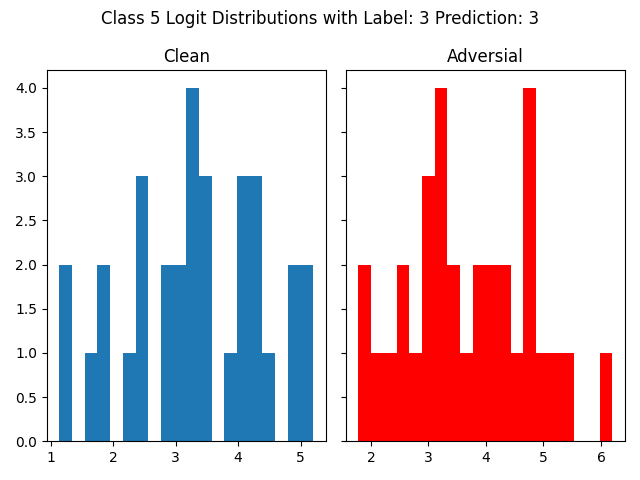 Class 5 Logit Distributions with Label: 3 Prediction: 3
Clean
Adversial
4.0
3.5
3.0
2.5
2.0
1.5
1.0
0.5
0.0
1 2 3 4 5
2 3 4 5 6